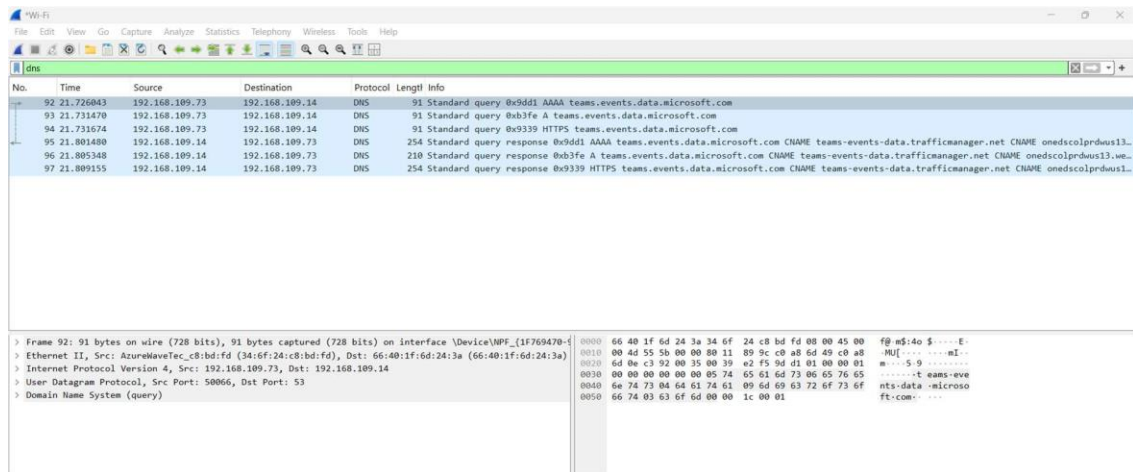 *Wi-Fi
File Edit View Go Capture Analyze Statistics Telephony Wireless Tools Help
dns
No. Time Source Destination Protocol Lengtl Info
92 21.726043 192.168.109.73 192.168.109.14 DNS 91 Standard query 0x9dd1 AAAA teams.events.data.microsoft.com
93 21.731470 192.168.109.73 192.168.109.14 DNS 91 Standard query 0xb3fe A teams.events.data.microsoft.com
94 21.731674 192.168.109.73 192.168.109.14 DNS 91 Standard query 0x9339 HTTPS teams.events.data.microsoft.com
95 21.801480 192.168.109.14 192.168.109.73 DNS 254 Standard query response 0x9dd1 AAAA teams.events.data.microsoft.com CNAME teams-events-data.trafficmanager.net CNAME onedscolprdwus13…
96 21.805348 192.168.109.14 192.168.109.73 DNS 210 Standard query response 0xb3fe A teams.events.data.microsoft.com CNAME teams-events-data.trafficmanager.net CNAME onedscolprdwus13.we…
97 21.809155 192.168.109.14 192.168.109.73 DNS 254 Standard query response 0x9339 HTTPS teams.events.data.microsoft.com CNAME teams-events-data.trafficmanager.net CNAME onedscolprdwus1…
> Frame 92: 91 bytes on wire (728 bits), 91 bytes captured (728 bits) on interface \Device\NPF_{1F769470-9
> Ethernet II, Src: AzureWaveTec_c8:bd:fd (34:6f:24:c8:bd:fd), Dst: 66:40:1f:6d:24:3a (66:40:1f:6d:24:3a)
> Internet Protocol Version 4, Src: 192.168.109.73, Dst: 192.168.109.14
> User Datagram Protocol, Src Port: 50066, Dst Port: 53
> Domain Name System (query)
0000 66 40 1f 6d 24 3a 34 6f 24 c8 bd fd 08 00 45 00 f@·m$:4o $·····E·
0010 00 4d 55 5b 00 00 80 11 89 9c c0 a8 6d 49 c0 a8 ·MU[···· ····mI··
0020 6d 0e c3 92 00 35 00 39 e2 f5 9d d1 01 00 00 01 m····5·9 ········
0030 00 00 00 00 00 00 05 74 65 61 6d 73 06 65 76 65 ·······t eams·eve
0040 6e 74 73 04 64 61 74 61 09 6d 69 63 72 6f 73 6f nts·data ·microso
0050 66 74 03 63 6f 6d 00 00 1c 00 01 ft·com·· ···